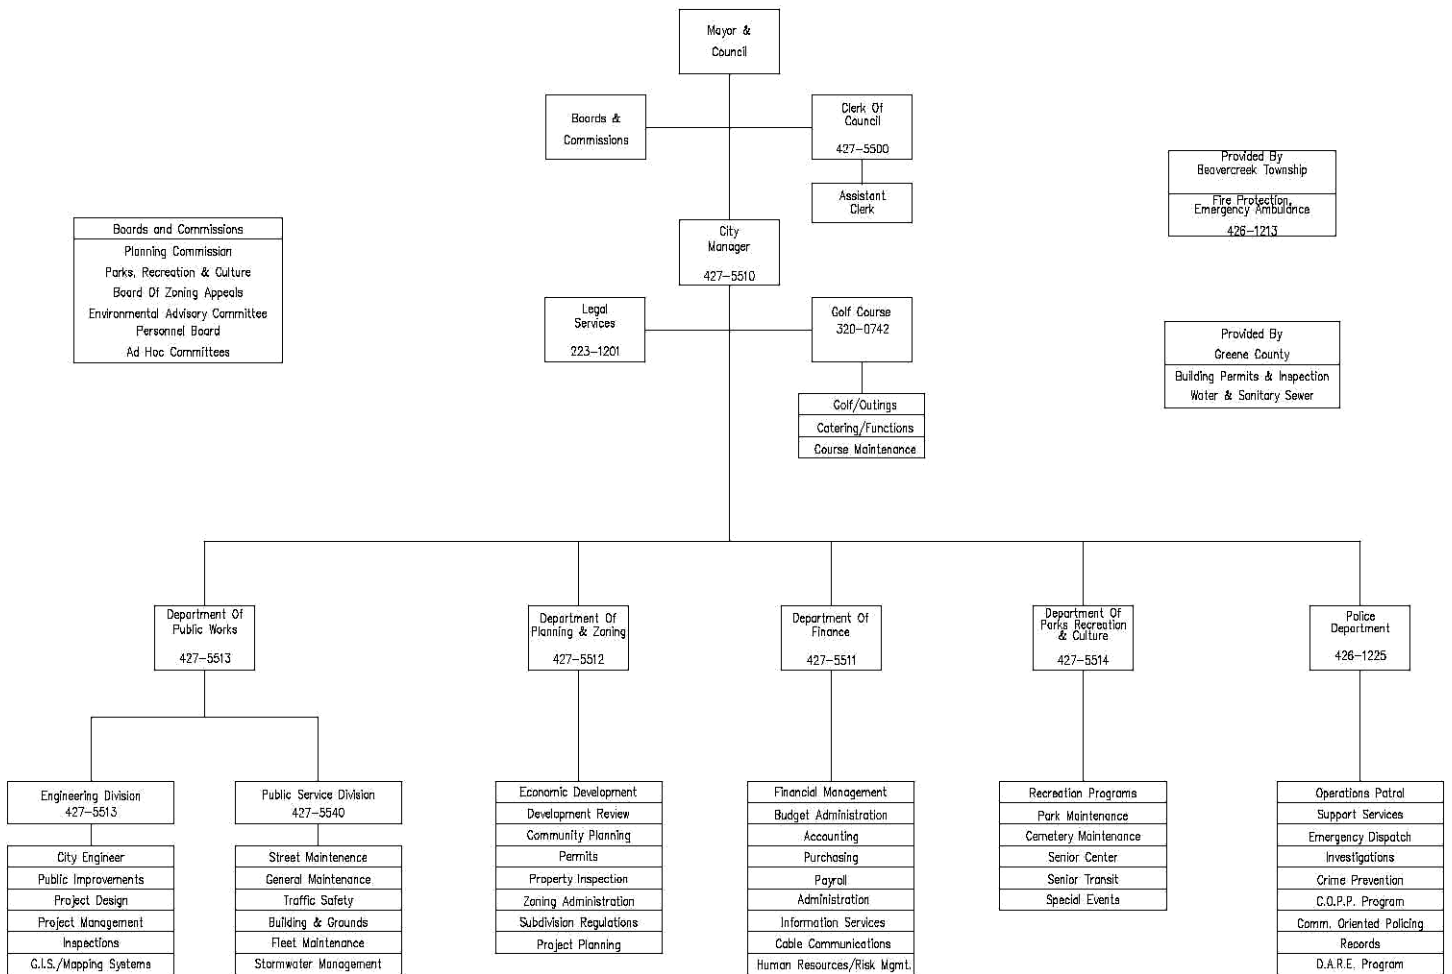 Mayor &
Council
Boards &
Commissions
Clerk Of
Council
427-5500
Assistant
Clerk
City
Manager
427-5510
Legal
Services
223-1201
Golf Course
320-0742
Golf/Outings
Catering/Functions
Course Maintenance
Boards and Commissions
Planning Commission
Parks, Recreation & Culture
Board Of Zoning Appeals
Environmental Advisory Committee
Personnel Board
Ad Hoc Committees
Provided By
Beavercreek Township
Fire Protection,
Emergency Ambulance
426-1213
Provided By
Greene County
Building Permits & Inspection
Water & Sanitary Sewer
Department Of
Public Works
427-5513
Engineering Division
427-5513
City Engineer
Public Improvements
Project Design
Project Management
Inspections
G.I.S./Mapping Systems
Public Service Division
427-5540
Street Maintenence
General Maintenance
Traffic Safety
Building & Grounds
Fleet Maintenance
Stormwater Management
Department Of
Planning & Zoning
427-5512
Economic Development
Development Review
Community Planning
Permits
Property Inspection
Zoning Administration
Subdivision Regulations
Project Planning
Department Of
Finance
427-5511
Financial Management
Budget Administration
Accounting
Purchasing
Payroll
Administration
Information Services
Cable Communications
Human Resources/Risk Mgmt.
Department Of
Parks Recreation
& Culture
427-5514
Recreation Programs
Park Maintenance
Cemetery Maintenance
Senior Center
Senior Transit
Special Events
Police
Department
426-1225
Operations Patrol
Support Services
Emergency Dispatch
Investigations
Crime Prevention
C.O.P.P. Program
Comm. Oriented Policing
Records
D.A.R.E. Program